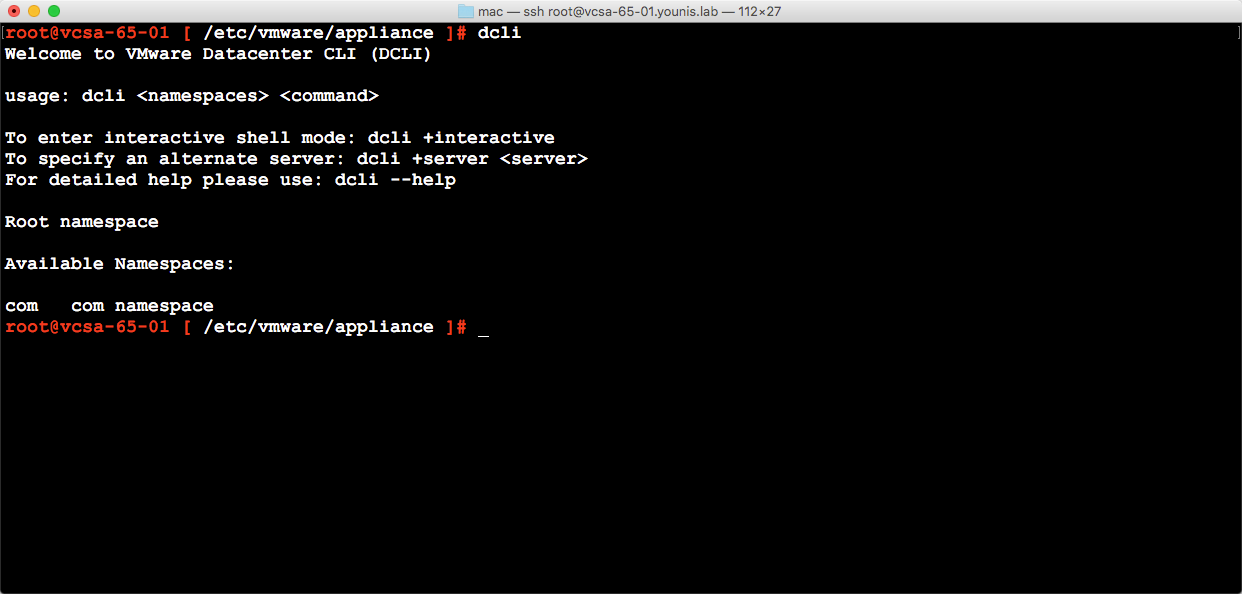 mac — ssh root@vcsa-65-01.younis.lab — 112×27
[root@vcsa-65-01 [ /etc/vmware/appliance ]# dcli ]
Welcome to VMware Datacenter CLI (DCLI)
usage: dcli <namespaces> <command>
To enter interactive shell mode: dcli +interactive
To specify an alternate server: dcli +server <server>
For detailed help please use: dcli --help
Root namespace
Available Namespaces:
com   com namespace
root@vcsa-65-01 [ /etc/vmware/appliance ]# _